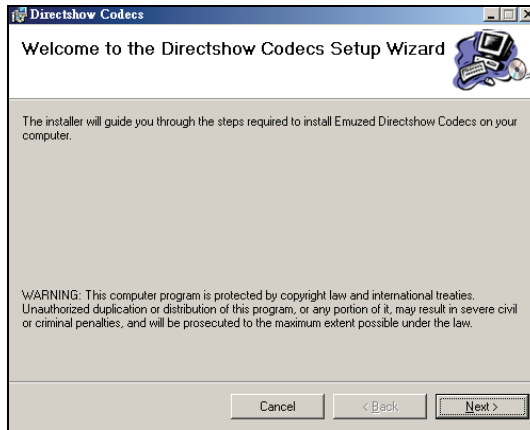 Directshow Codecs
Welcome to the Directshow Codecs Setup Wizard
The installer will guide you through the steps required to install Emuzed Directshow Codecs on your
computer.
WARNING: This computer program is protected by copyright law and international treaties.
Unauthorized duplication or distribution of this program, or any portion of it, may result in severe civil
or criminal penalties, and will be prosecuted to the maximum extent possible under the law.
Cancel
< Back
Next >